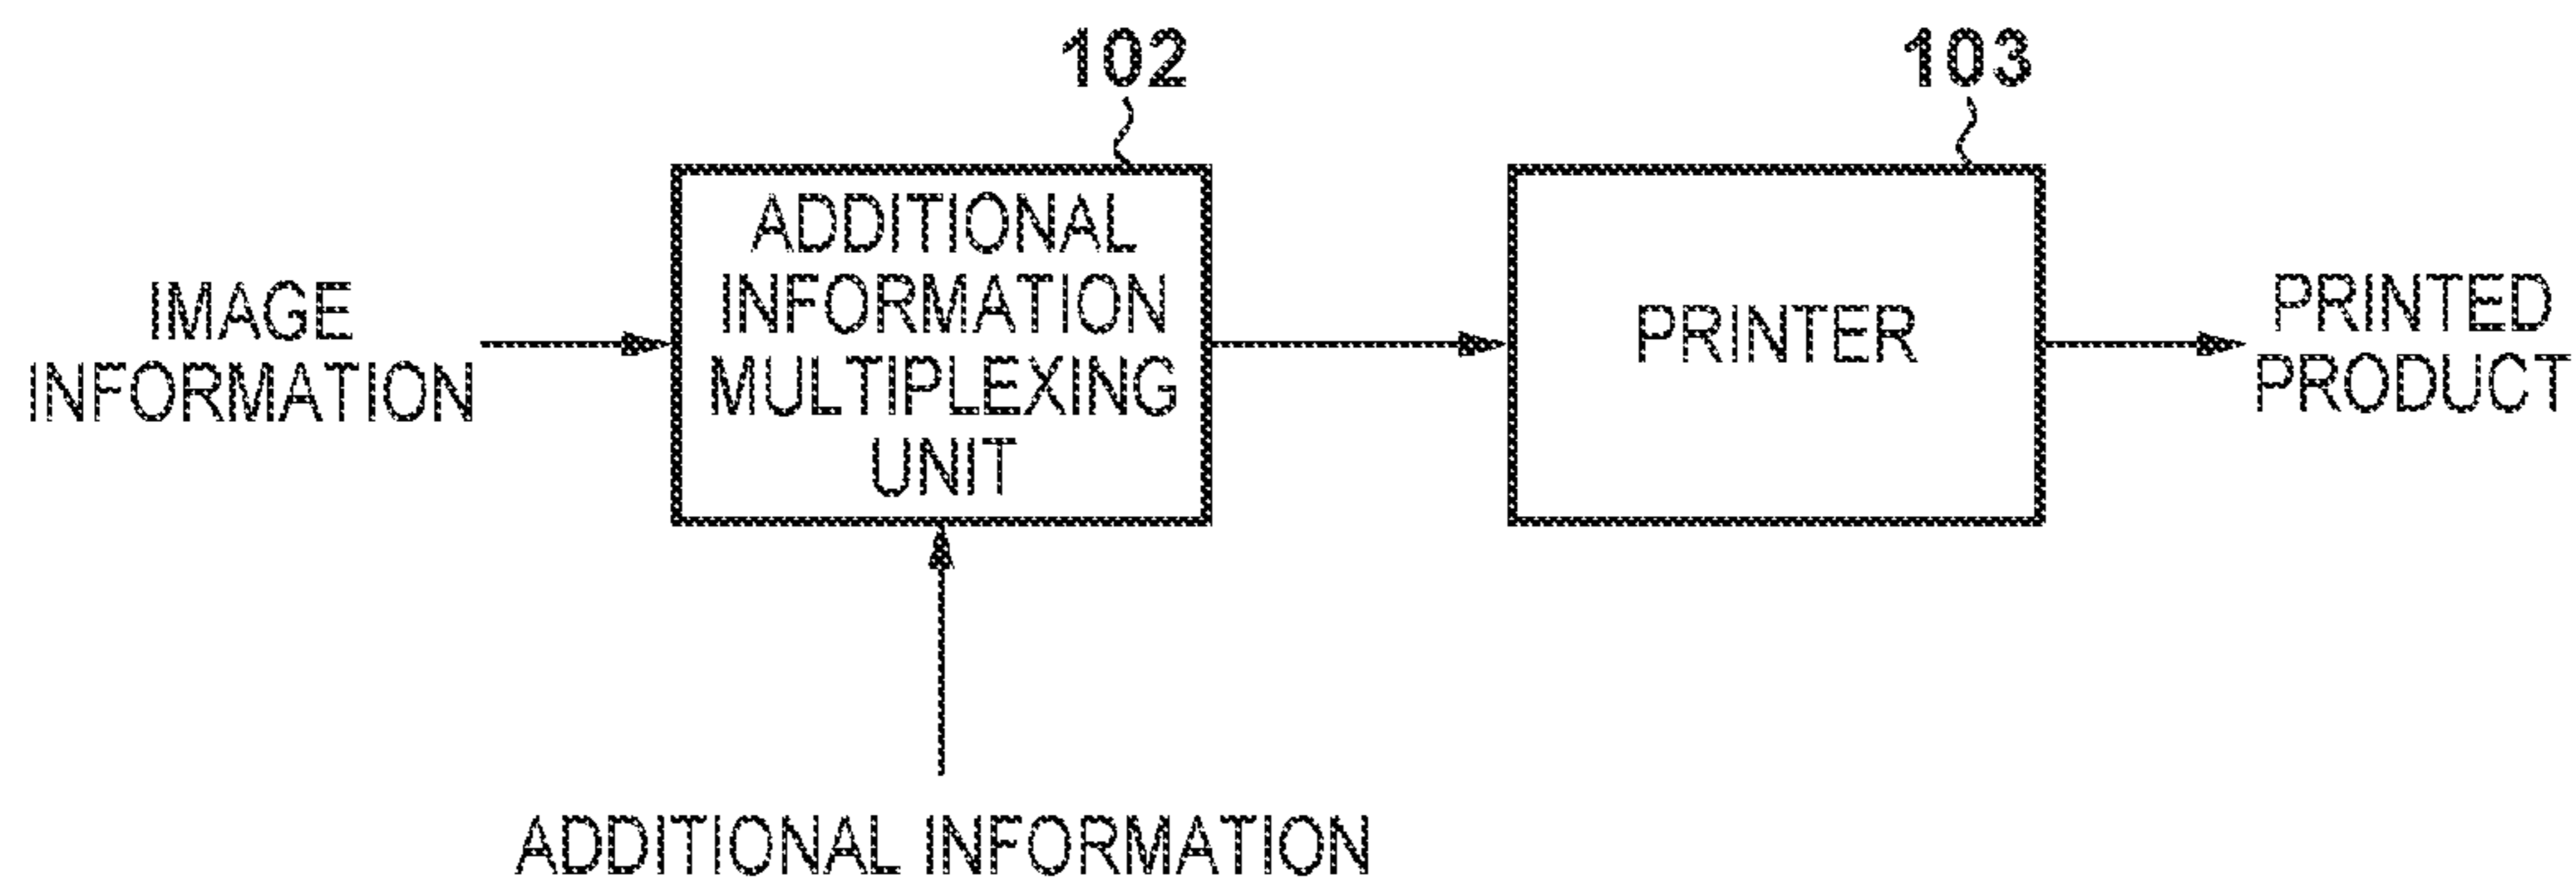 102
103
IMAGE
INFORMATION
ADDITIONAL
INFORMATION
MULTIPLEXING
UNIT
PRINTER
PRINTED
PRODUCT
ADDITIONAL INFORMATION